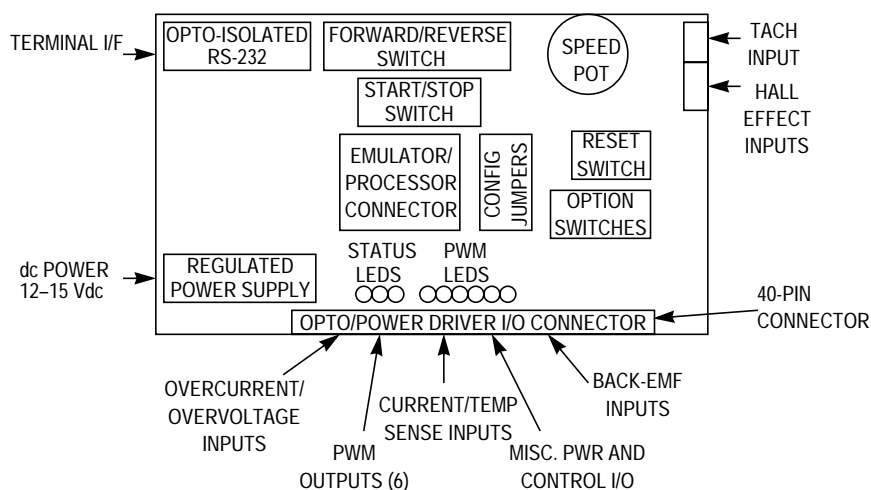 TERMINAL I/F
OPTO-ISOLATED
RS-232
FORWARD/REVERSE
SWITCH
SPEED
POT
TACH
INPUT
START/STOP
SWITCH
HALL
EFFECT
INPUTS
EMULATOR/
PROCESSOR
CONNECTOR
CONFIG
JUMPERS
RESET
SWITCH
OPTION
SWITCHES
STATUS
LEDS
PWM
LEDS
dc POWER
12–15 Vdc
REGULATED
POWER SUPPLY
40-PIN
CONNECTOR
OPTO/POWER DRIVER I/O CONNECTOR
OVERCURRENT/
OVERVOLTAGE
INPUTS
PWM
OUTPUTS (6)
CURRENT/TEMP
SENSE INPUTS
MISC. PWR AND
CONTROL I/O
BACK-EMF
INPUTS